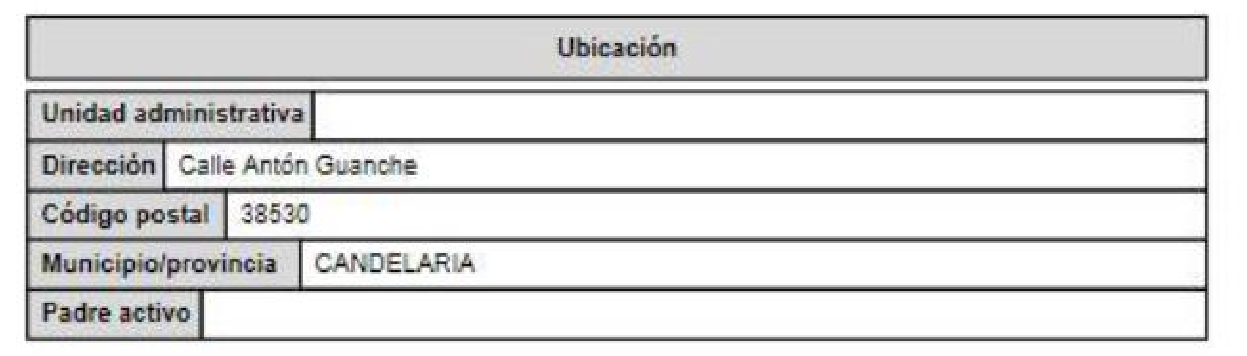 Ubicación
Unidad administrativa
Dirección Calle Antón Guanche
Código postal 38530
Municipio/provincia CANDELARIA
Padre activo